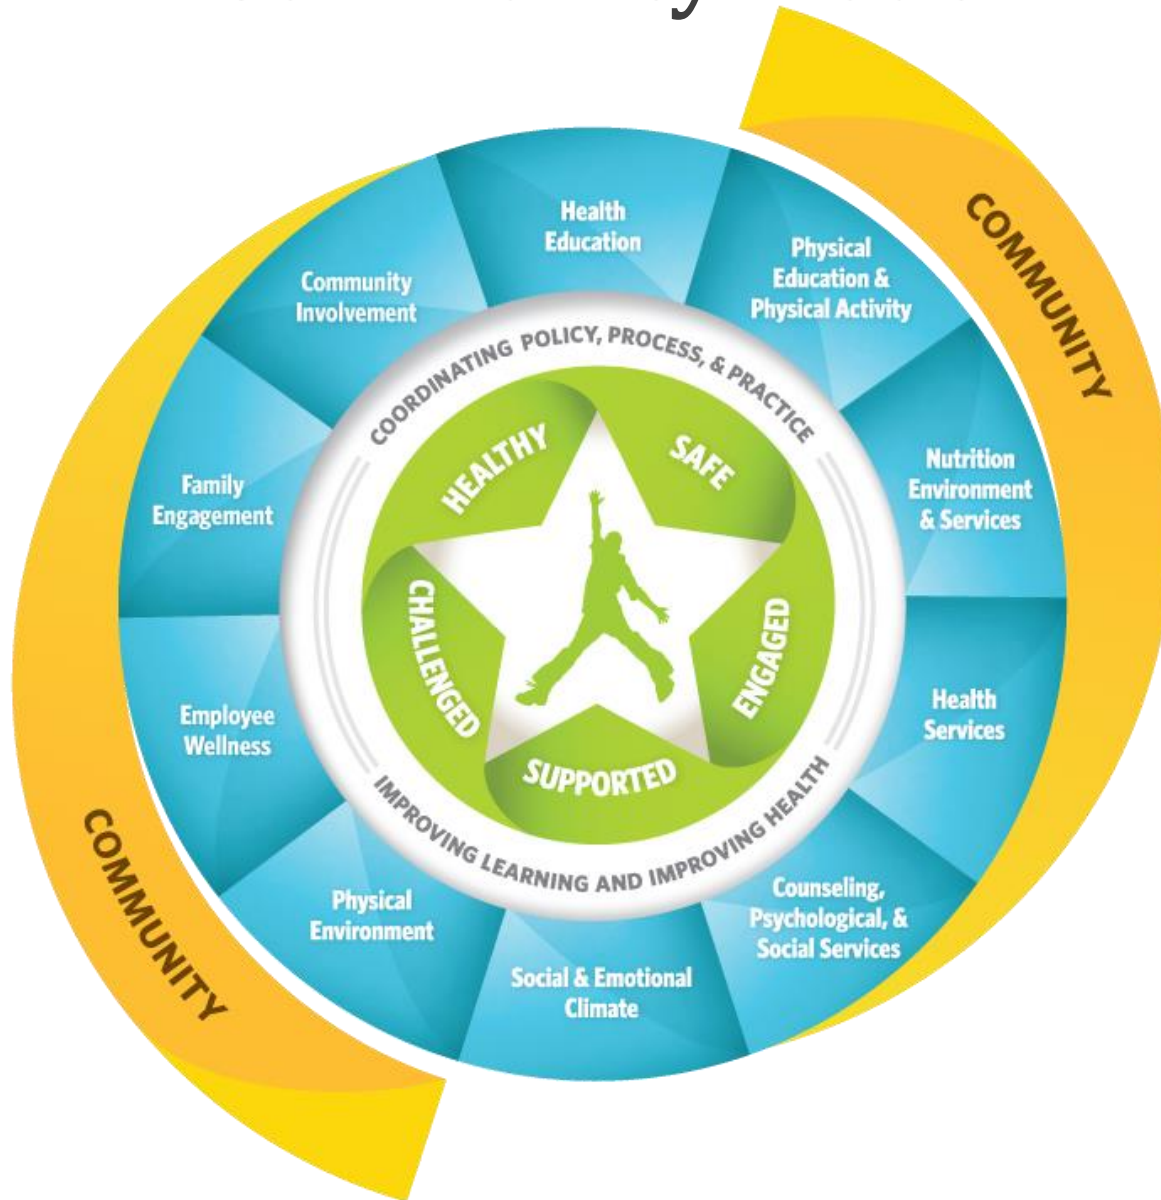 COMMUNITY
Health
Education
Physical
Education &
Physical Activity
Nutrition
Environment
& Services
Health
Services
Counseling,
Psychological, &
Social Services
Social & Emotional
Climate
Physical
Environment
Employee
Wellness
Family
Engagement
Community
Involvement
COORDINATING POLICY, PROCESS, & PRACTICE
IMPROVING LEARNING AND IMPROVING HEALTH
HEALTHY
SAFE
ENGAGED
SUPPORTED
CHALLENGED
COMMUNITY